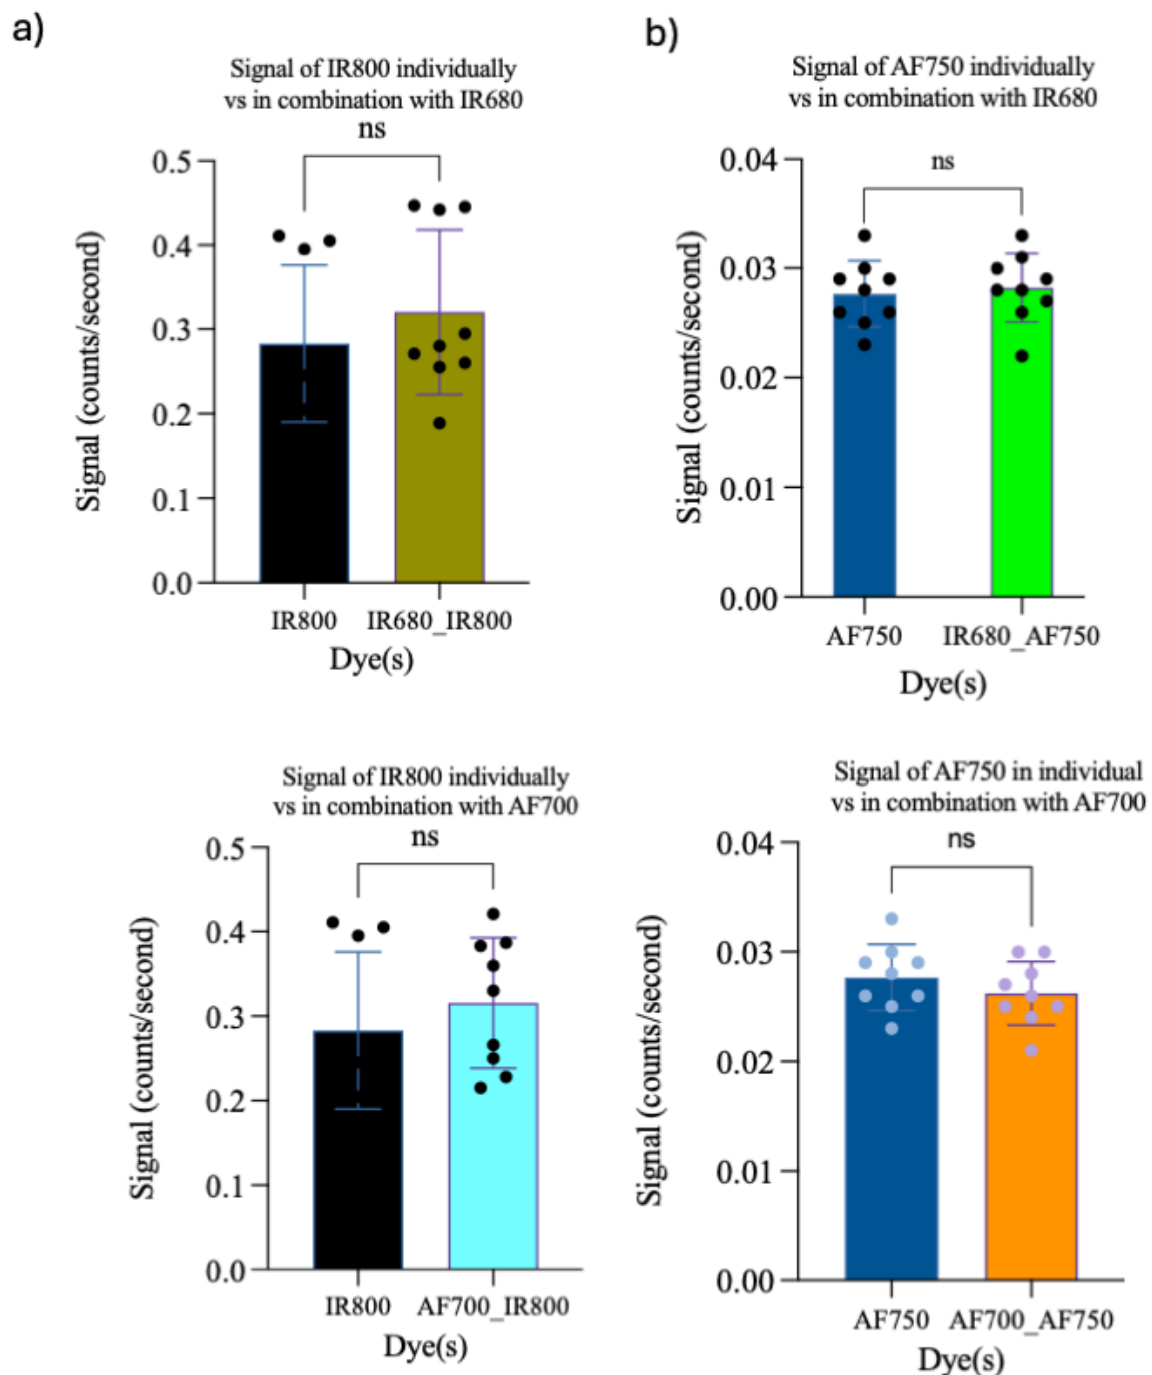 a)
Signal of IR800 individually
vs in combination with IR680
ns
0.5
0.4
0.3
0.2
0.1
0.0
Signal (counts/second)
IR800
IR680_IR800
Dye(s)
b)
Signal of AF750 individually
vs in combination with IR680
ns
0.04
0.03
0.02
0.01
0.00
Signal (counts/second)
AF750
IR680_AF750
Dye(s)
Signal of IR800 individually
vs in combination with AF700
ns
0.5
0.4
0.3
0.2
0.1
0.0
Signal (counts/second)
IR800
AF700_IR800
Dye(s)
Signal of AF750 in individual
vs in combination with AF700
ns
0.04
0.03
0.02
0.01
0.00
Signal (counts/second)
AF750
AF700_AF750
Dye(s)